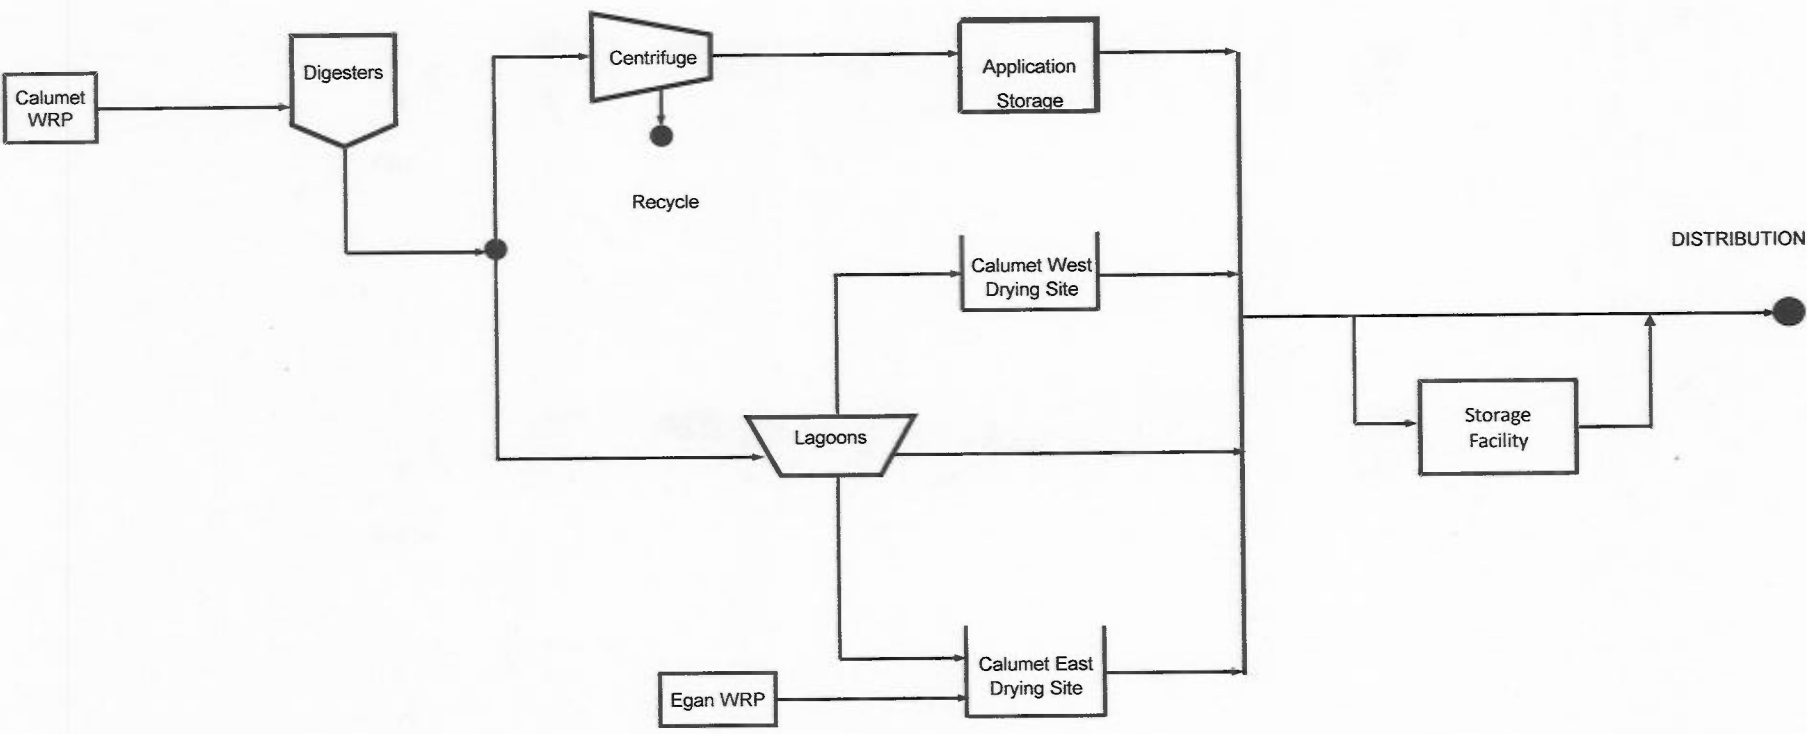 Calumet
WRP
Digesters
Centrifuge
Recycle
Application
Storage
Calumet West
Drying Site
Lagoons
Calumet East
Drying Site
Egan WRP
DISTRIBUTION
Storage
Facility